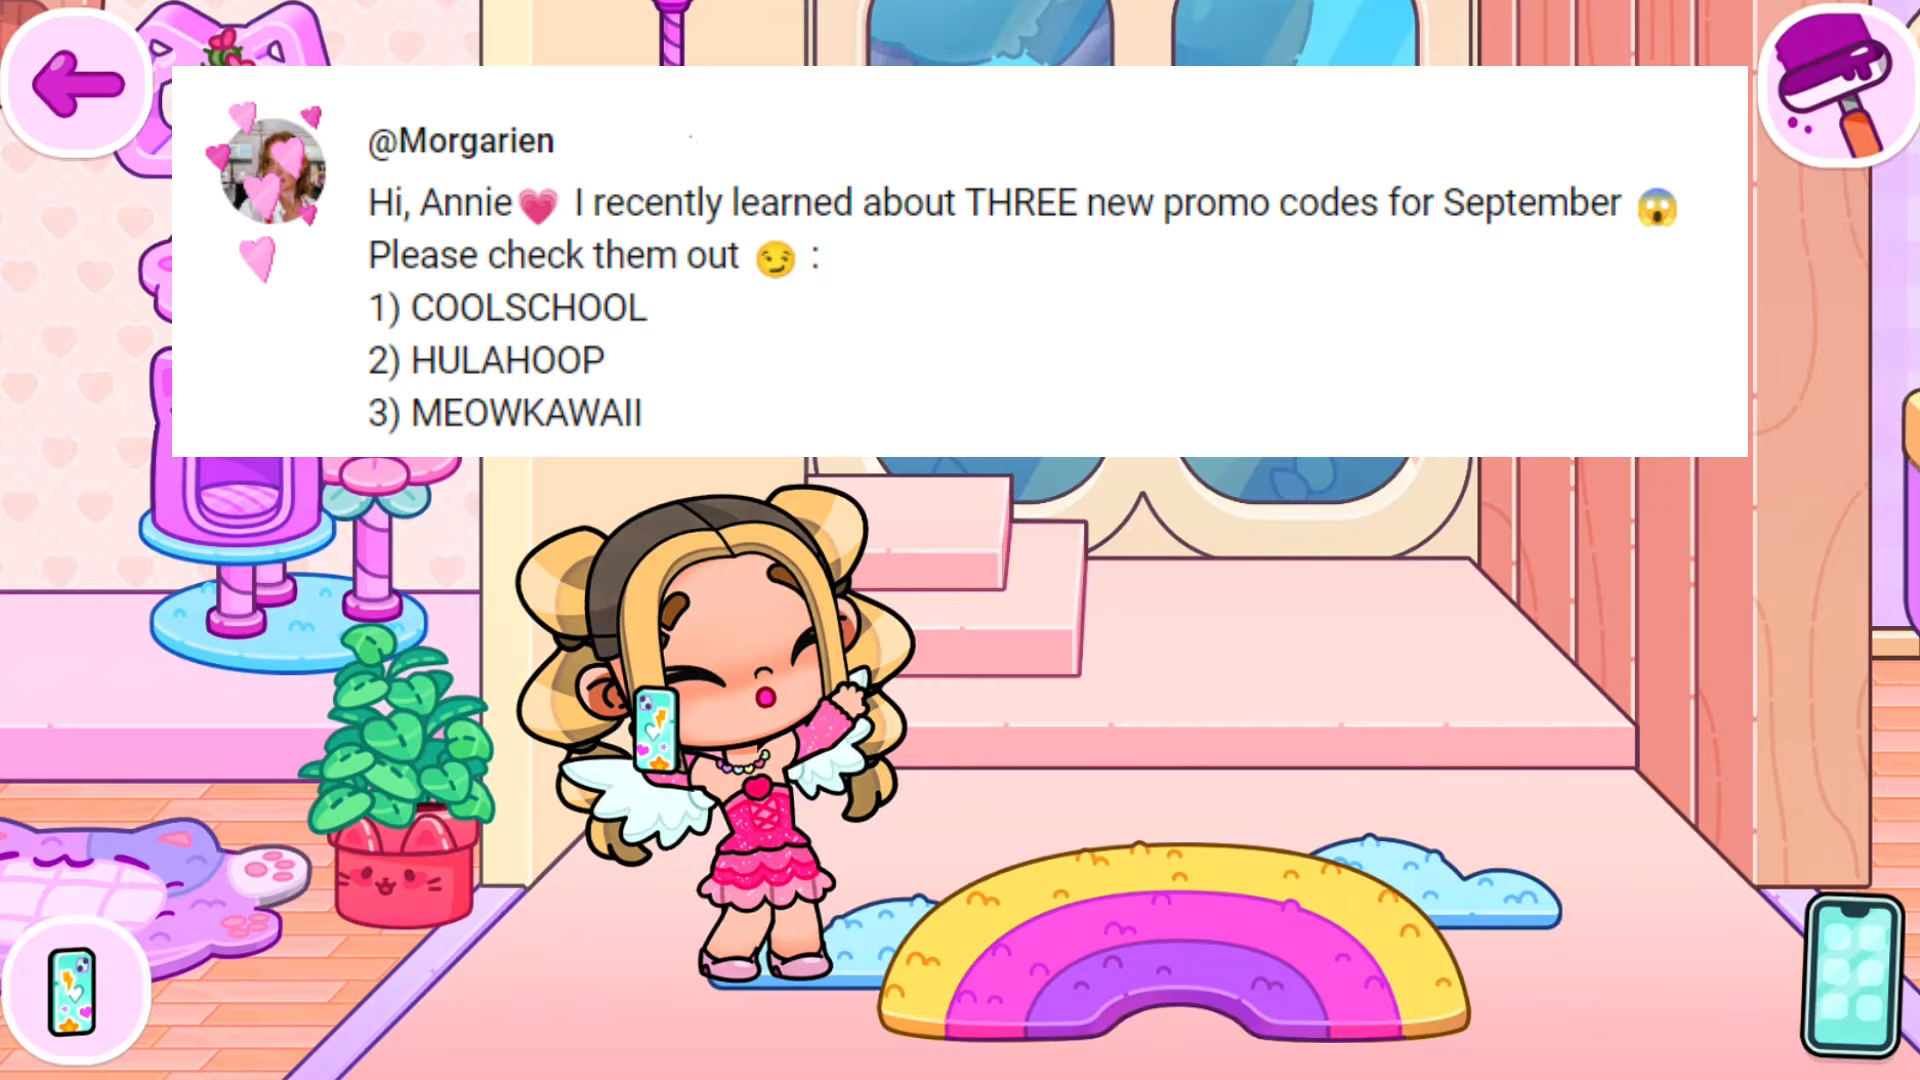 @Morgarien
Hi, Annie💗 I recently learned about THREE new promo codes for September 😱
Please check them out 😏 :
1) COOLSCHOOL
2) HULAHOOP
3) MEOWKAWAII